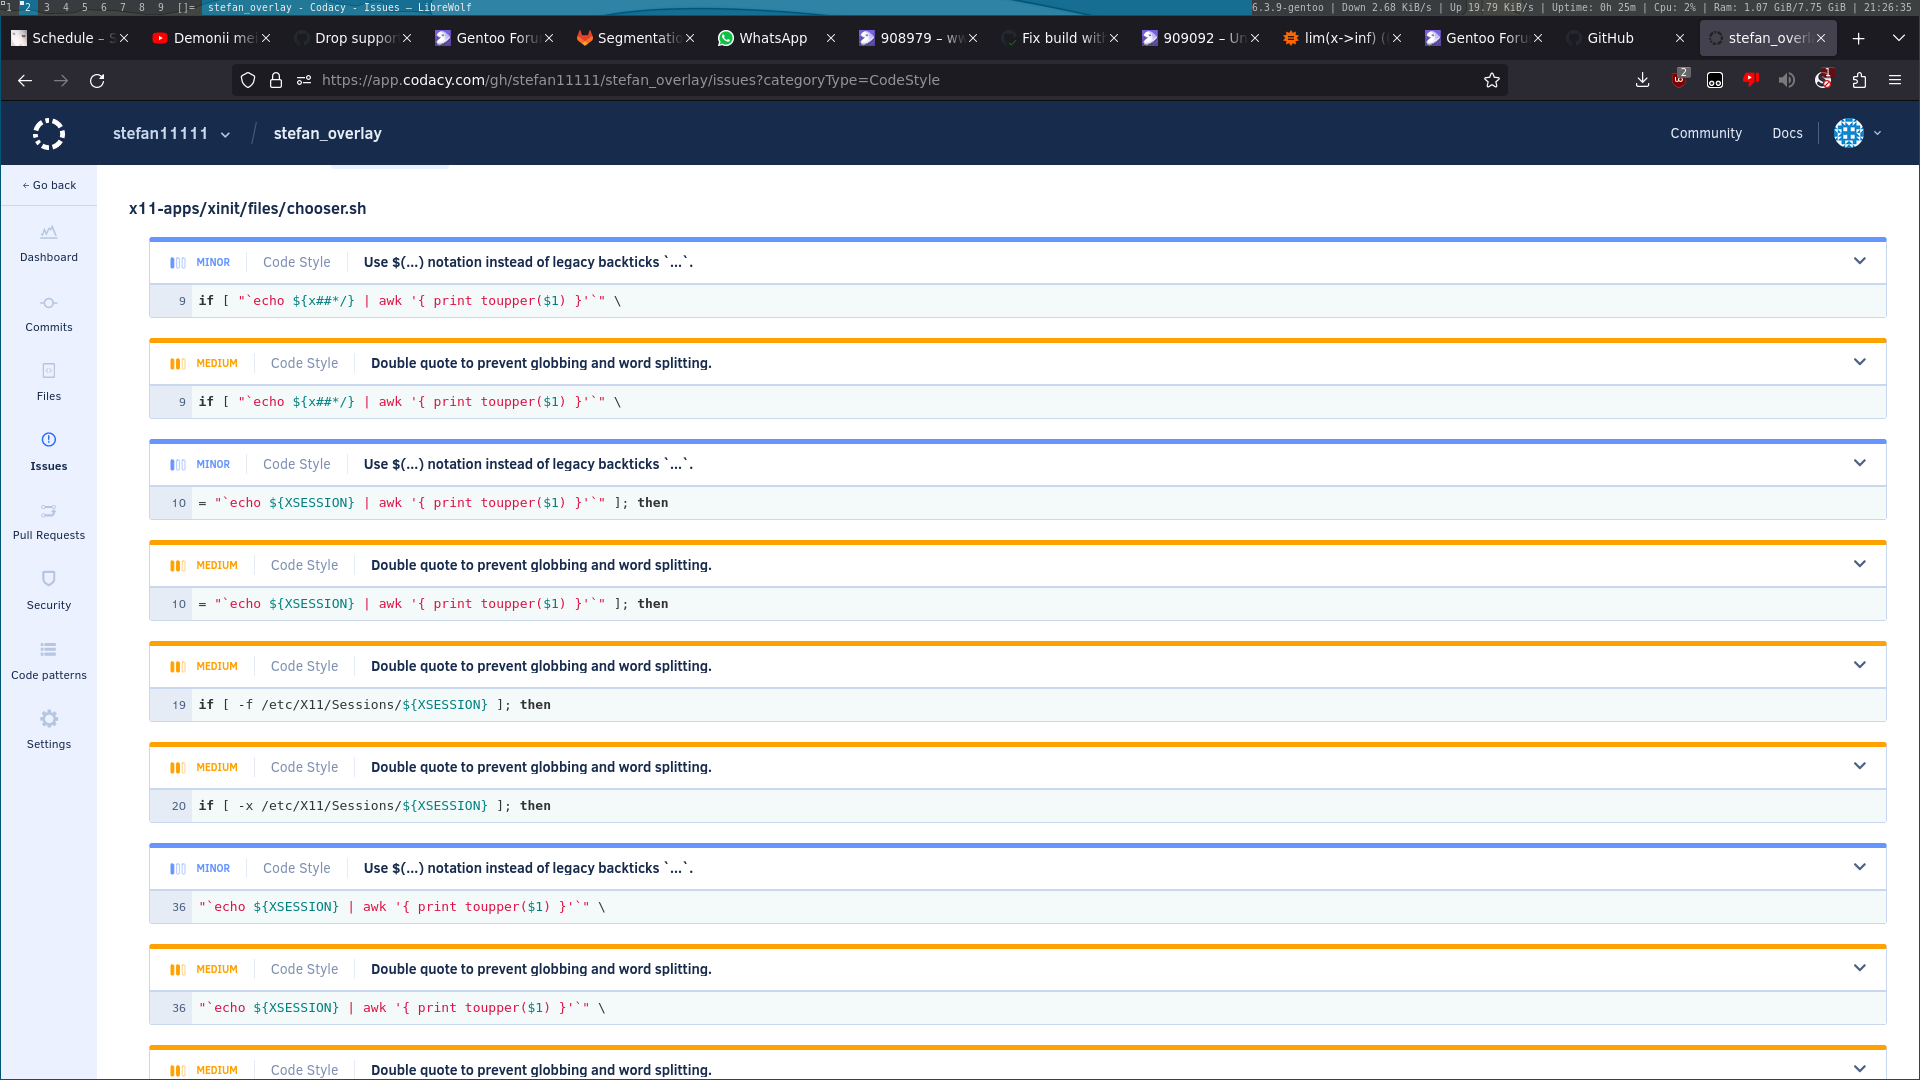 1 2 3 4 5 6 7 8 9 []= stefan_overlay - Codacy - Issues — LibreWolf 6.3.9-gentoo | Down 2.68 KiB/s | Up 19.79 KiB/s | Uptime: 0h 25m | Cpu: 2% | Ram: 1.07 GiB/7.75 GiB | 21:26:35
Schedule – S Demonii me Drop suppor Gentoo Foru Segmentatio WhatsApp 908979 – ww Fix build with 909092 – Un lim(x->inf) ( Gentoo Foru GitHub stefan_overl
https://app.codacy.com/gh/stefan11111/stefan_overlay/issues?categoryType=CodeStyle 2 1
stefan11111 / stefan_overlay Community Docs
← Go back
Dashboard
Commits
Files
Issues
Pull Requests
Security
Code patterns
Settings
x11-apps/xinit/files/chooser.sh
MINOR Code Style Use $(...) notation instead of legacy backticks `...`.
9 if [ "`echo ${x##*/} | awk '{ print toupper($1) }'`" \
MEDIUM Code Style Double quote to prevent globbing and word splitting.
9 if [ "`echo ${x##*/} | awk '{ print toupper($1) }'`" \
MINOR Code Style Use $(...) notation instead of legacy backticks `...`.
10 = "`echo ${XSESSION} | awk '{ print toupper($1) }'`" ]; then
MEDIUM Code Style Double quote to prevent globbing and word splitting.
10 = "`echo ${XSESSION} | awk '{ print toupper($1) }'`" ]; then
MEDIUM Code Style Double quote to prevent globbing and word splitting.
19 if [ -f /etc/X11/Sessions/${XSESSION} ]; then
MEDIUM Code Style Double quote to prevent globbing and word splitting.
20 if [ -x /etc/X11/Sessions/${XSESSION} ]; then
MINOR Code Style Use $(...) notation instead of legacy backticks `...`.
36 "`echo ${XSESSION} | awk '{ print toupper($1) }'`" \
MEDIUM Code Style Double quote to prevent globbing and word splitting.
36 "`echo ${XSESSION} | awk '{ print toupper($1) }'`" \
MEDIUM Code Style Double quote to prevent globbing and word splitting.